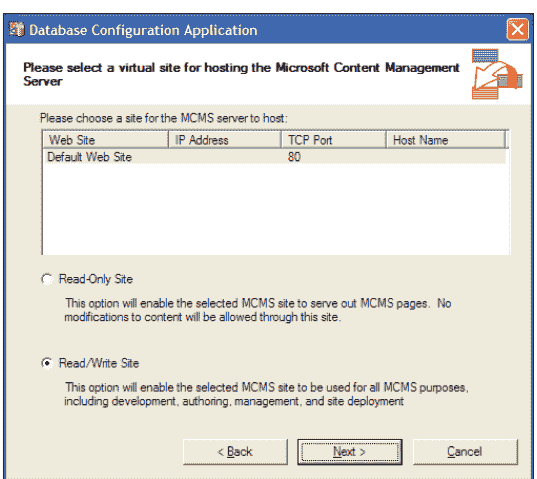 Database Configuration Application
Please select a virtual site for hosting the Microsoft Content Management
Server
Please choose a site for the MCMS server to host:
Web Site IP Address TCP Port Host Name
Default Web Site 80
Read-Only Site
This option will enable the selected MCMS site to serve out MCMS pages. No
modifications to content will be allowed through this site.
Read/Write Site
This option will enable the selected MCMS site to be used for all MCMS purposes,
including development, authoring, management, and site deployment
< Back Next > Cancel